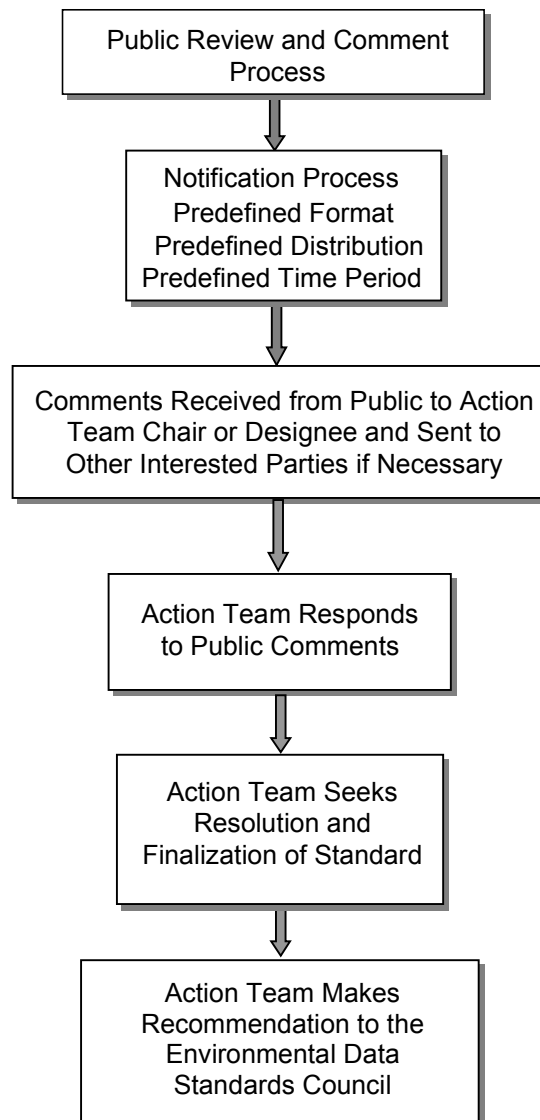 Public Review and Comment
Process
Notification Process
Predefined Format
Predefined Distribution
Predefined Time Period
Comments Received from Public to Action
Team Chair or Designee and Sent to
Other Interested Parties if Necessary
Action Team Responds
to Public Comments
Action Team Seeks
Resolution and
Finalization of Standard
Action Team Makes
Recommendation to the
Environmental Data
Standards Council